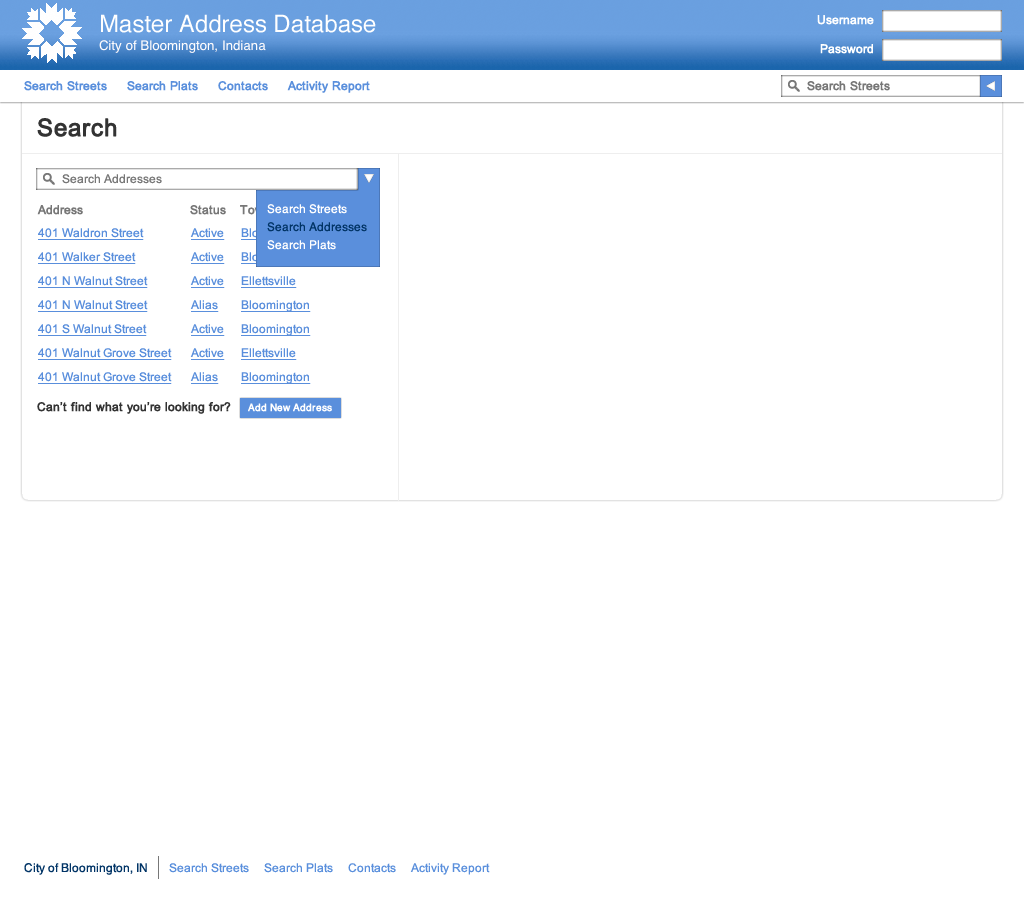 Master Address Database
City of Bloomington, Indiana
Username
Password
Search Streets Search Plats Contacts Activity Report
Search Streets
Search
Search Addresses
Search Streets
Search Addresses
Search Plats
Address Status
401 Waldron Street Active
401 Walker Street Active
401 N Walnut Street Active Ellettsville
401 N Walnut Street Alias Bloomington
401 S Walnut Street Active Bloomington
401 Walnut Grove Street Active Ellettsville
401 Walnut Grove Street Alias Bloomington
Can't find what you're looking for? Add New Address
City of Bloomington, IN Search Streets Search Plats Contacts Activity Report